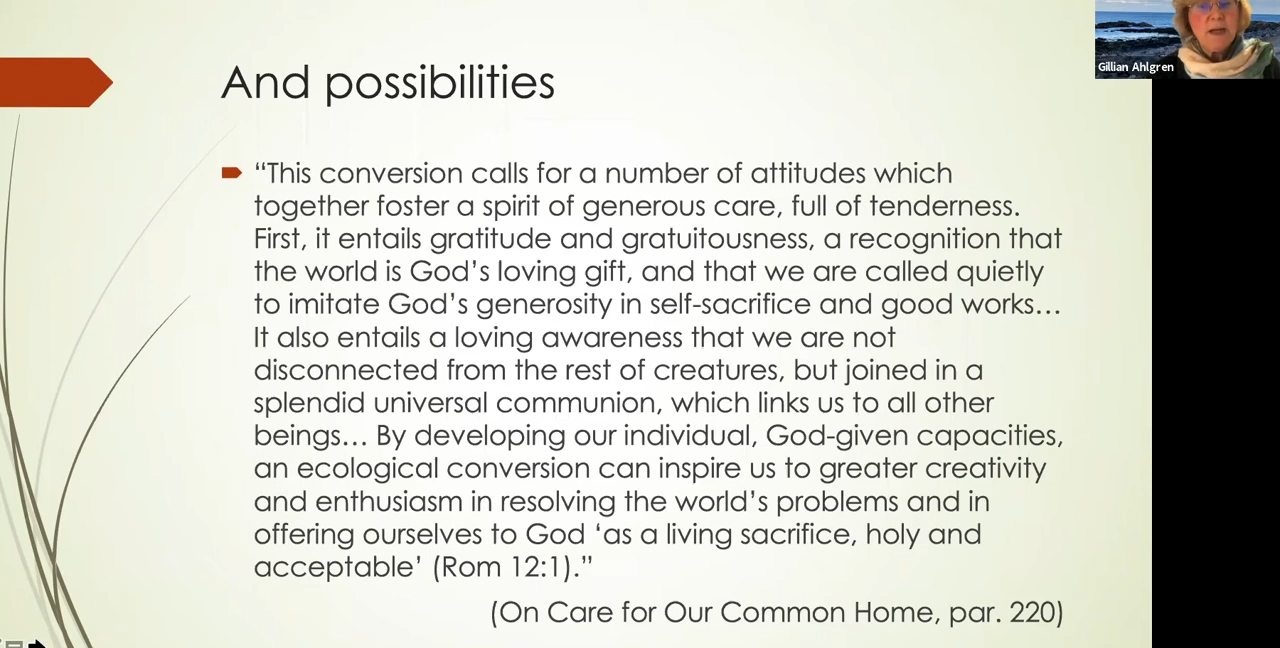 And possibilities
Gillian Ahlgren
“This conversion calls for a number of attitudes which
together foster a spirit of generous care, full of tenderness.
First, it entails gratitude and gratuitousness, a recognition that
the world is God’s loving gift, and that we are called quietly
to imitate God’s generosity in self-sacrifice and good works…
It also entails a loving awareness that we are not
disconnected from the rest of creatures, but joined in a
splendid universal communion, which links us to all other
beings… By developing our individual, God-given capacities,
an ecological conversion can inspire us to greater creativity
and enthusiasm in resolving the world’s problems and in
offering ourselves to God ‘as a living sacrifice, holy and
acceptable’ (Rom 12:1).”
(On Care for Our Common Home, par. 220)